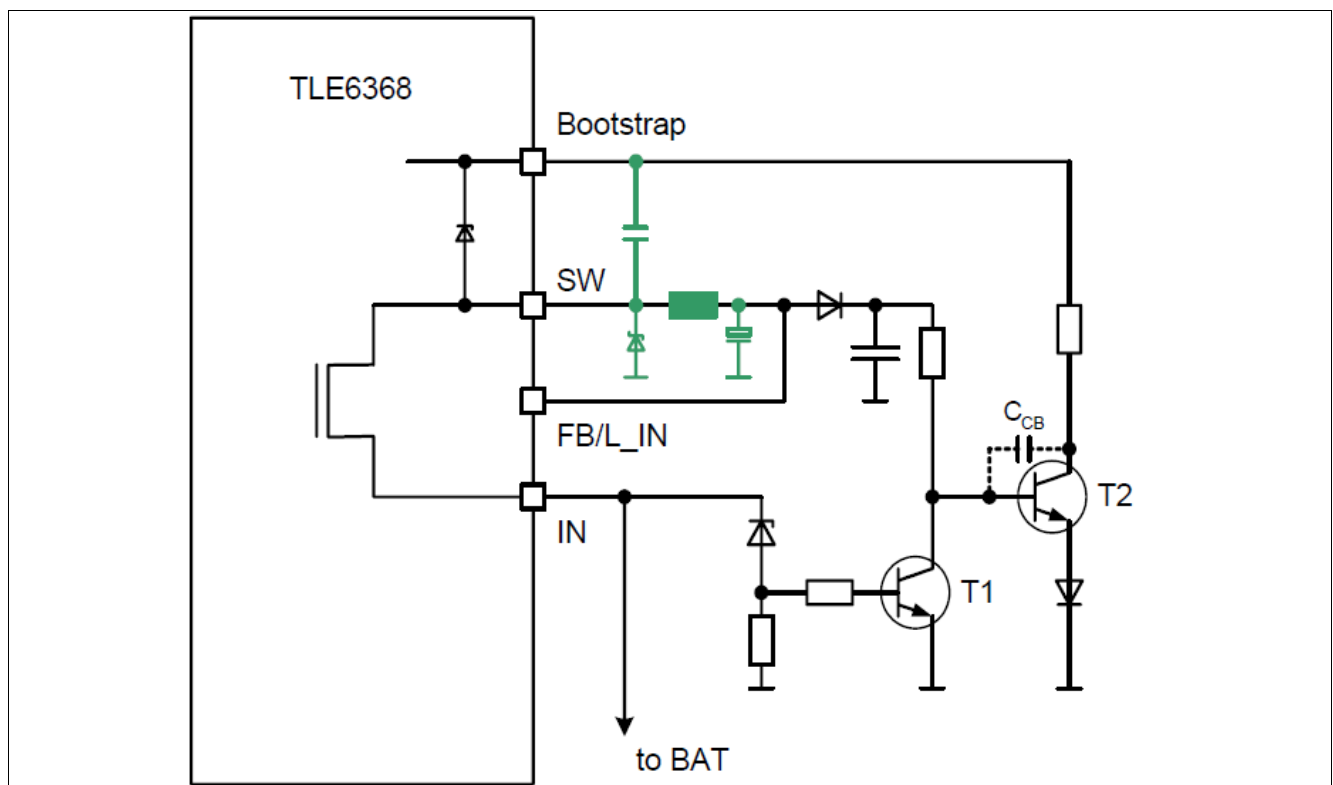 TLE6368
Bootstrap
SW
FB/L_IN
IN
C_CB
T2
T1
to BAT